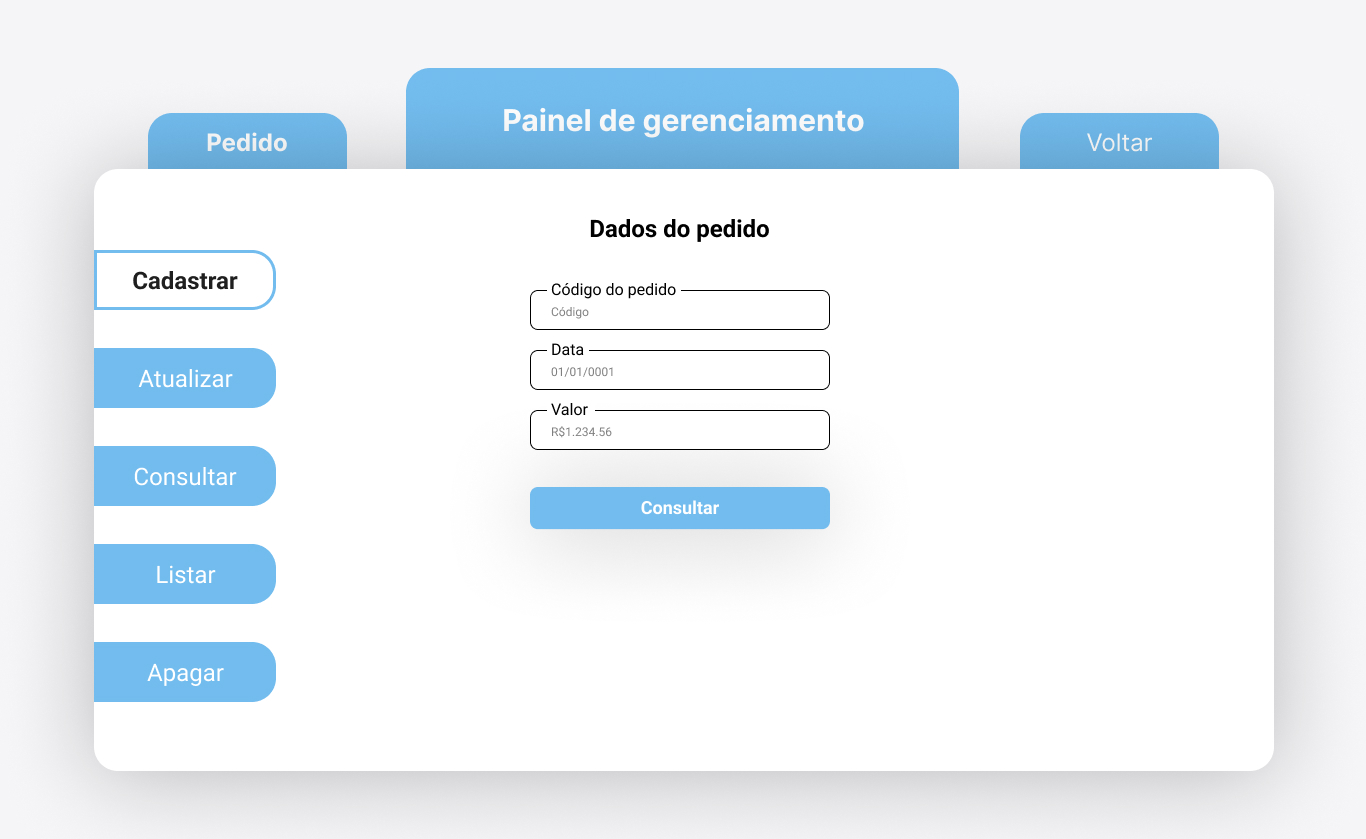 Painel de gerenciamento
Pedido
Voltar
Dados do pedido
Cadastrar
Atualizar
Consultar
Listar
Apagar
Código do pedido
Código
Data
01/01/0001
Valor
R$1.234.56
Consultar